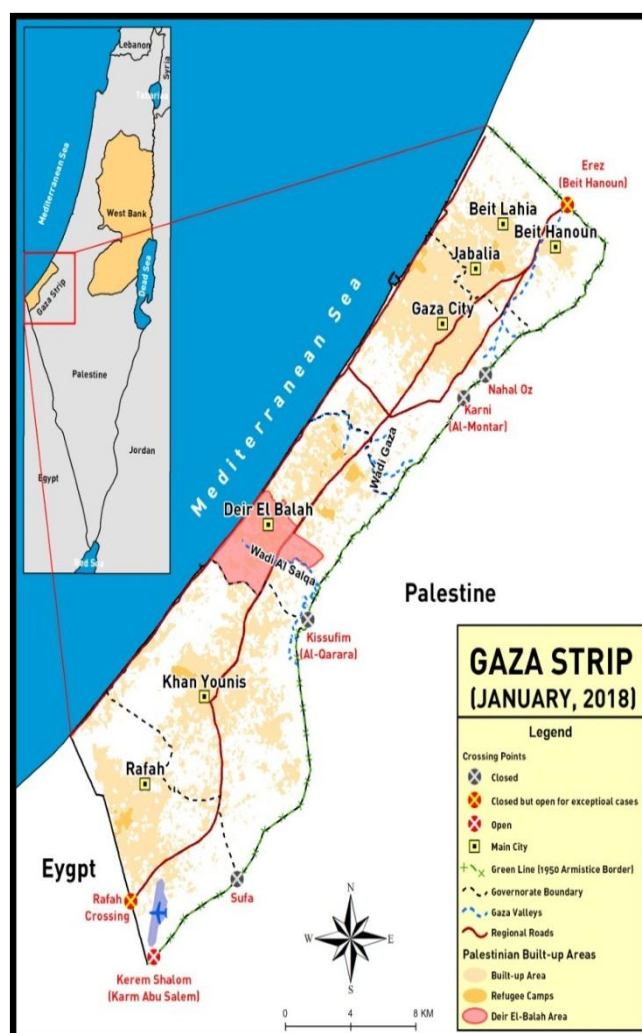 Lebanon
Syria
Tabarius
Mediterranean Sea
West Bank
Dead Sea
Gaza Strip
Palestine
Jordan
Egypt
Red Sea
Mediterranean Sea
Erez
(Beit Hanoun)
Beit Lahia
Beit Hanoun
Jabalia
Gaza City
Nahal Oz
Karni
(Al-Montar)
Wadi Gaza
Deir El Balah
Wadi Al Salqa
Palestine
Kissufim
(Al-Qarara)
Khan Younis
Rafah
Eygpt
Rafah
Crossing
Sufa
Kerem Shalom
(Karm Abu Salem)
N
W
E
S
0 4 8 KM
GAZA STRIP
(JANUARY, 2018)
Legend
Crossing Points
Closed
Closed but open for exceptioal cases
Open
Main City
Green Line (1950 Armistice Border)
Governorate Boundary
Gaza Valleys
Regional Roads
Palestinian Built-up Areas
Built-up Area
Refugee Camps
Deir El-Balah Area